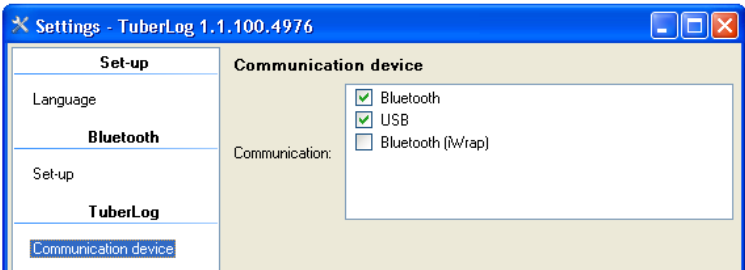 Settings - TuberLog 1.1.100.4976
Set-up
Language
Bluetooth
Set-up
TuberLog
Communication device
Communication device
Communication:
Bluetooth
USB
Bluetooth (iWrap)